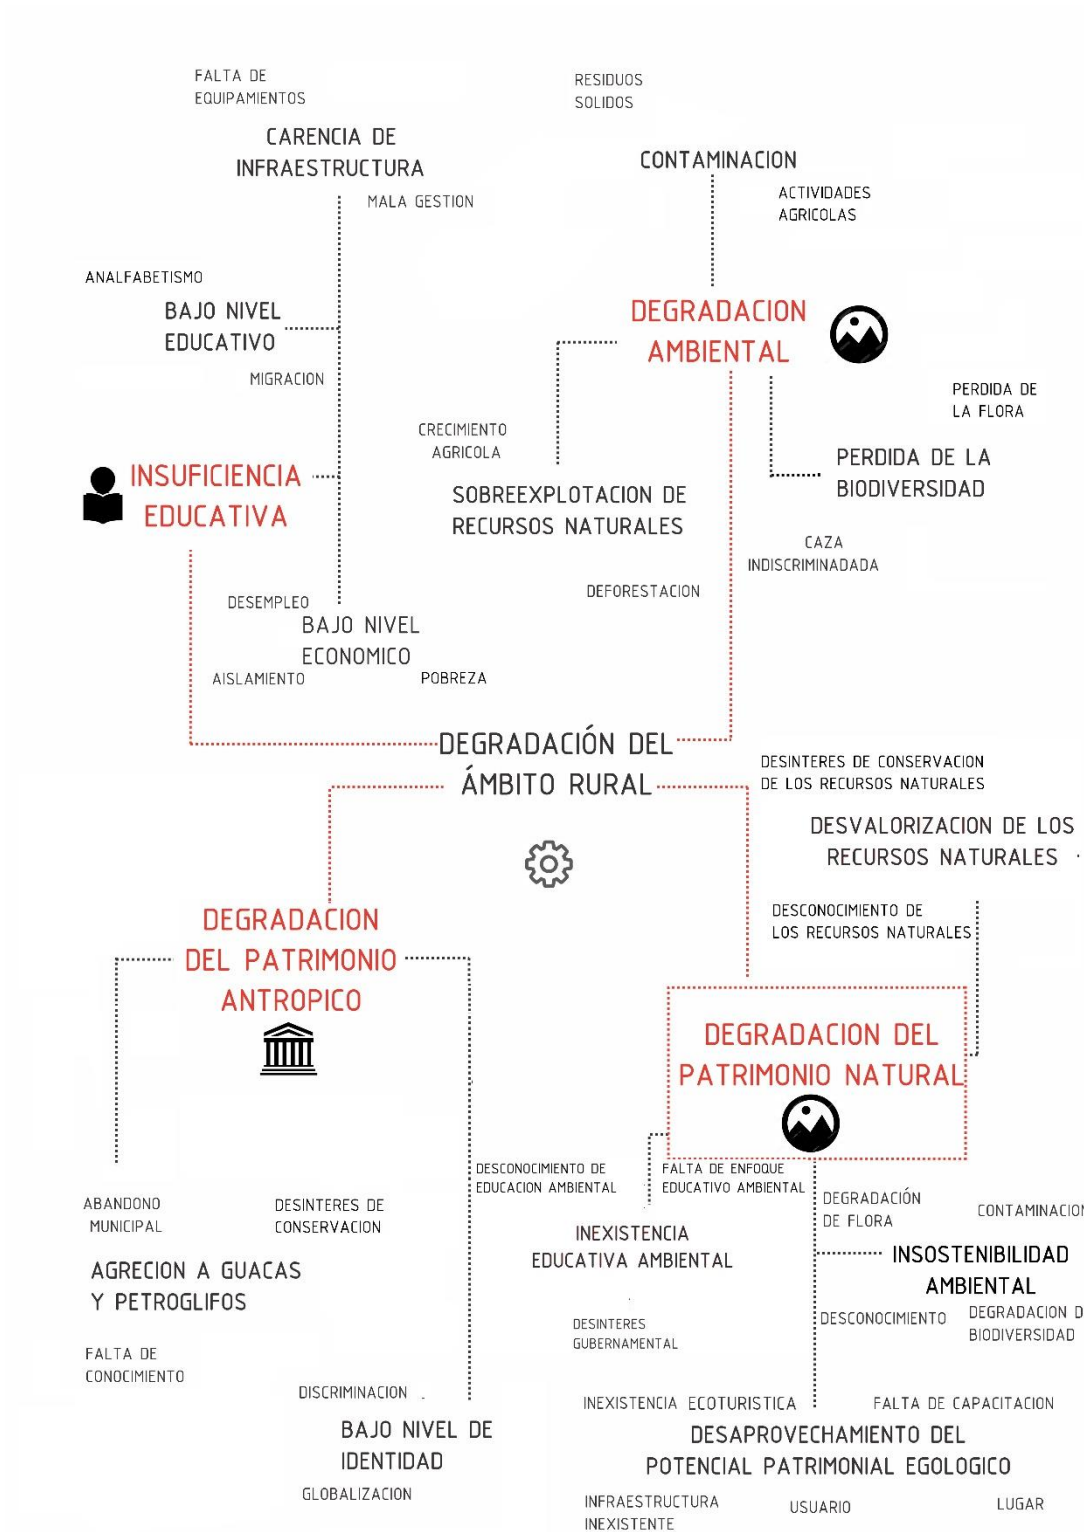 FALTA DE
EQUIPAMIENTOS
CARENCIA DE
INFRAESTRUCTURA
MALA GESTION
RESIDUOS
SOLIDOS
CONTAMINACION
ACTIVIDADES
AGRICOLAS
ANALFABETISMO
BAJO NIVEL
EDUCATIVO
MIGRACION
DEGRADACION
AMBIENTAL
PERDIDA DE
LA FLORA
CRECIMIENTO
AGRICOLA
PERDIDA DE LA
BIODIVERSIDAD
INSUFICIENCIA
EDUCATIVA
SOBREEXPLOTACION DE
RECURSOS NATURALES
CAZA
INDISCRIMINADADA
DEFORESTACION
DESEMPLEO
BAJO NIVEL
ECONOMICO
AISLAMIENTO
POBREZA
DEGRADACIÓN DEL
ÁMBITO RURAL
DESINTERES DE CONSERVACION
DE LOS RECURSOS NATURALES
DESVALORIZACION DE LOS
RECURSOS NATURALES
DESCONOCIMIENTO DE
LOS RECURSOS NATURALES
DEGRADACION
DEL PATRIMONIO
ANTROPICO
DEGRADACION DEL
PATRIMONIO NATURAL
DESCONOCIMIENTO DE
EDUCACION AMBIENTAL
FALTA DE ENFOQUE
EDUCATIVO AMBIENTAL
ABANDONO
MUNICIPAL
DESINTERES DE
CONSERVACION
DEGRADACIÓN
DE FLORA
CONTAMINACION
INEXISTENCIA
EDUCATIVA AMBIENTAL
INSOSTENIBILIDAD
AMBIENTAL
AGRECION A GUACAS
Y PETROGLIFOS
DESINTERES
GUBERNAMENTAL
DESCONOCIMIENTO
DEGRADACION D
BIODIVERSIDAD
FALTA DE
CONOCIMIENTO
DISCRIMINACION
BAJO NIVEL DE
IDENTIDAD
GLOBALIZACION
INEXISTENCIA ECOTURISTICA
FALTA DE CAPACITACION
DESAPROVECHAMIENTO DEL
POTENCIAL PATRIMONIAL EGOLOGICO
INFRAESTRUCTURA
INEXISTENTE
USUARIO
LUGAR